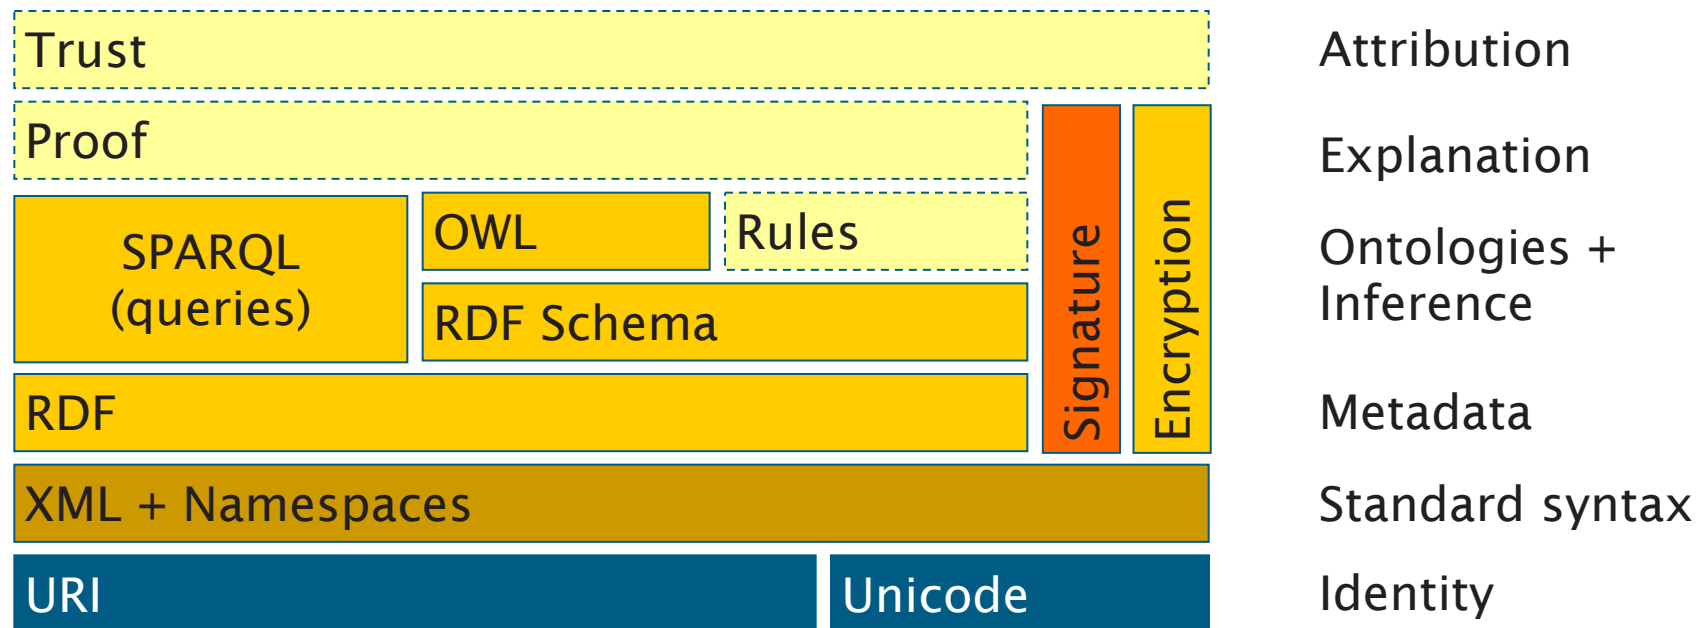 Trust
Attribution
Proof
Explanation
SPARQL
(queries)
OWL
Rules
Signature
Encryption
Ontologies +
Inference
RDF Schema
RDF
Metadata
XML + Namespaces
Standard syntax
URI
Unicode
Identity